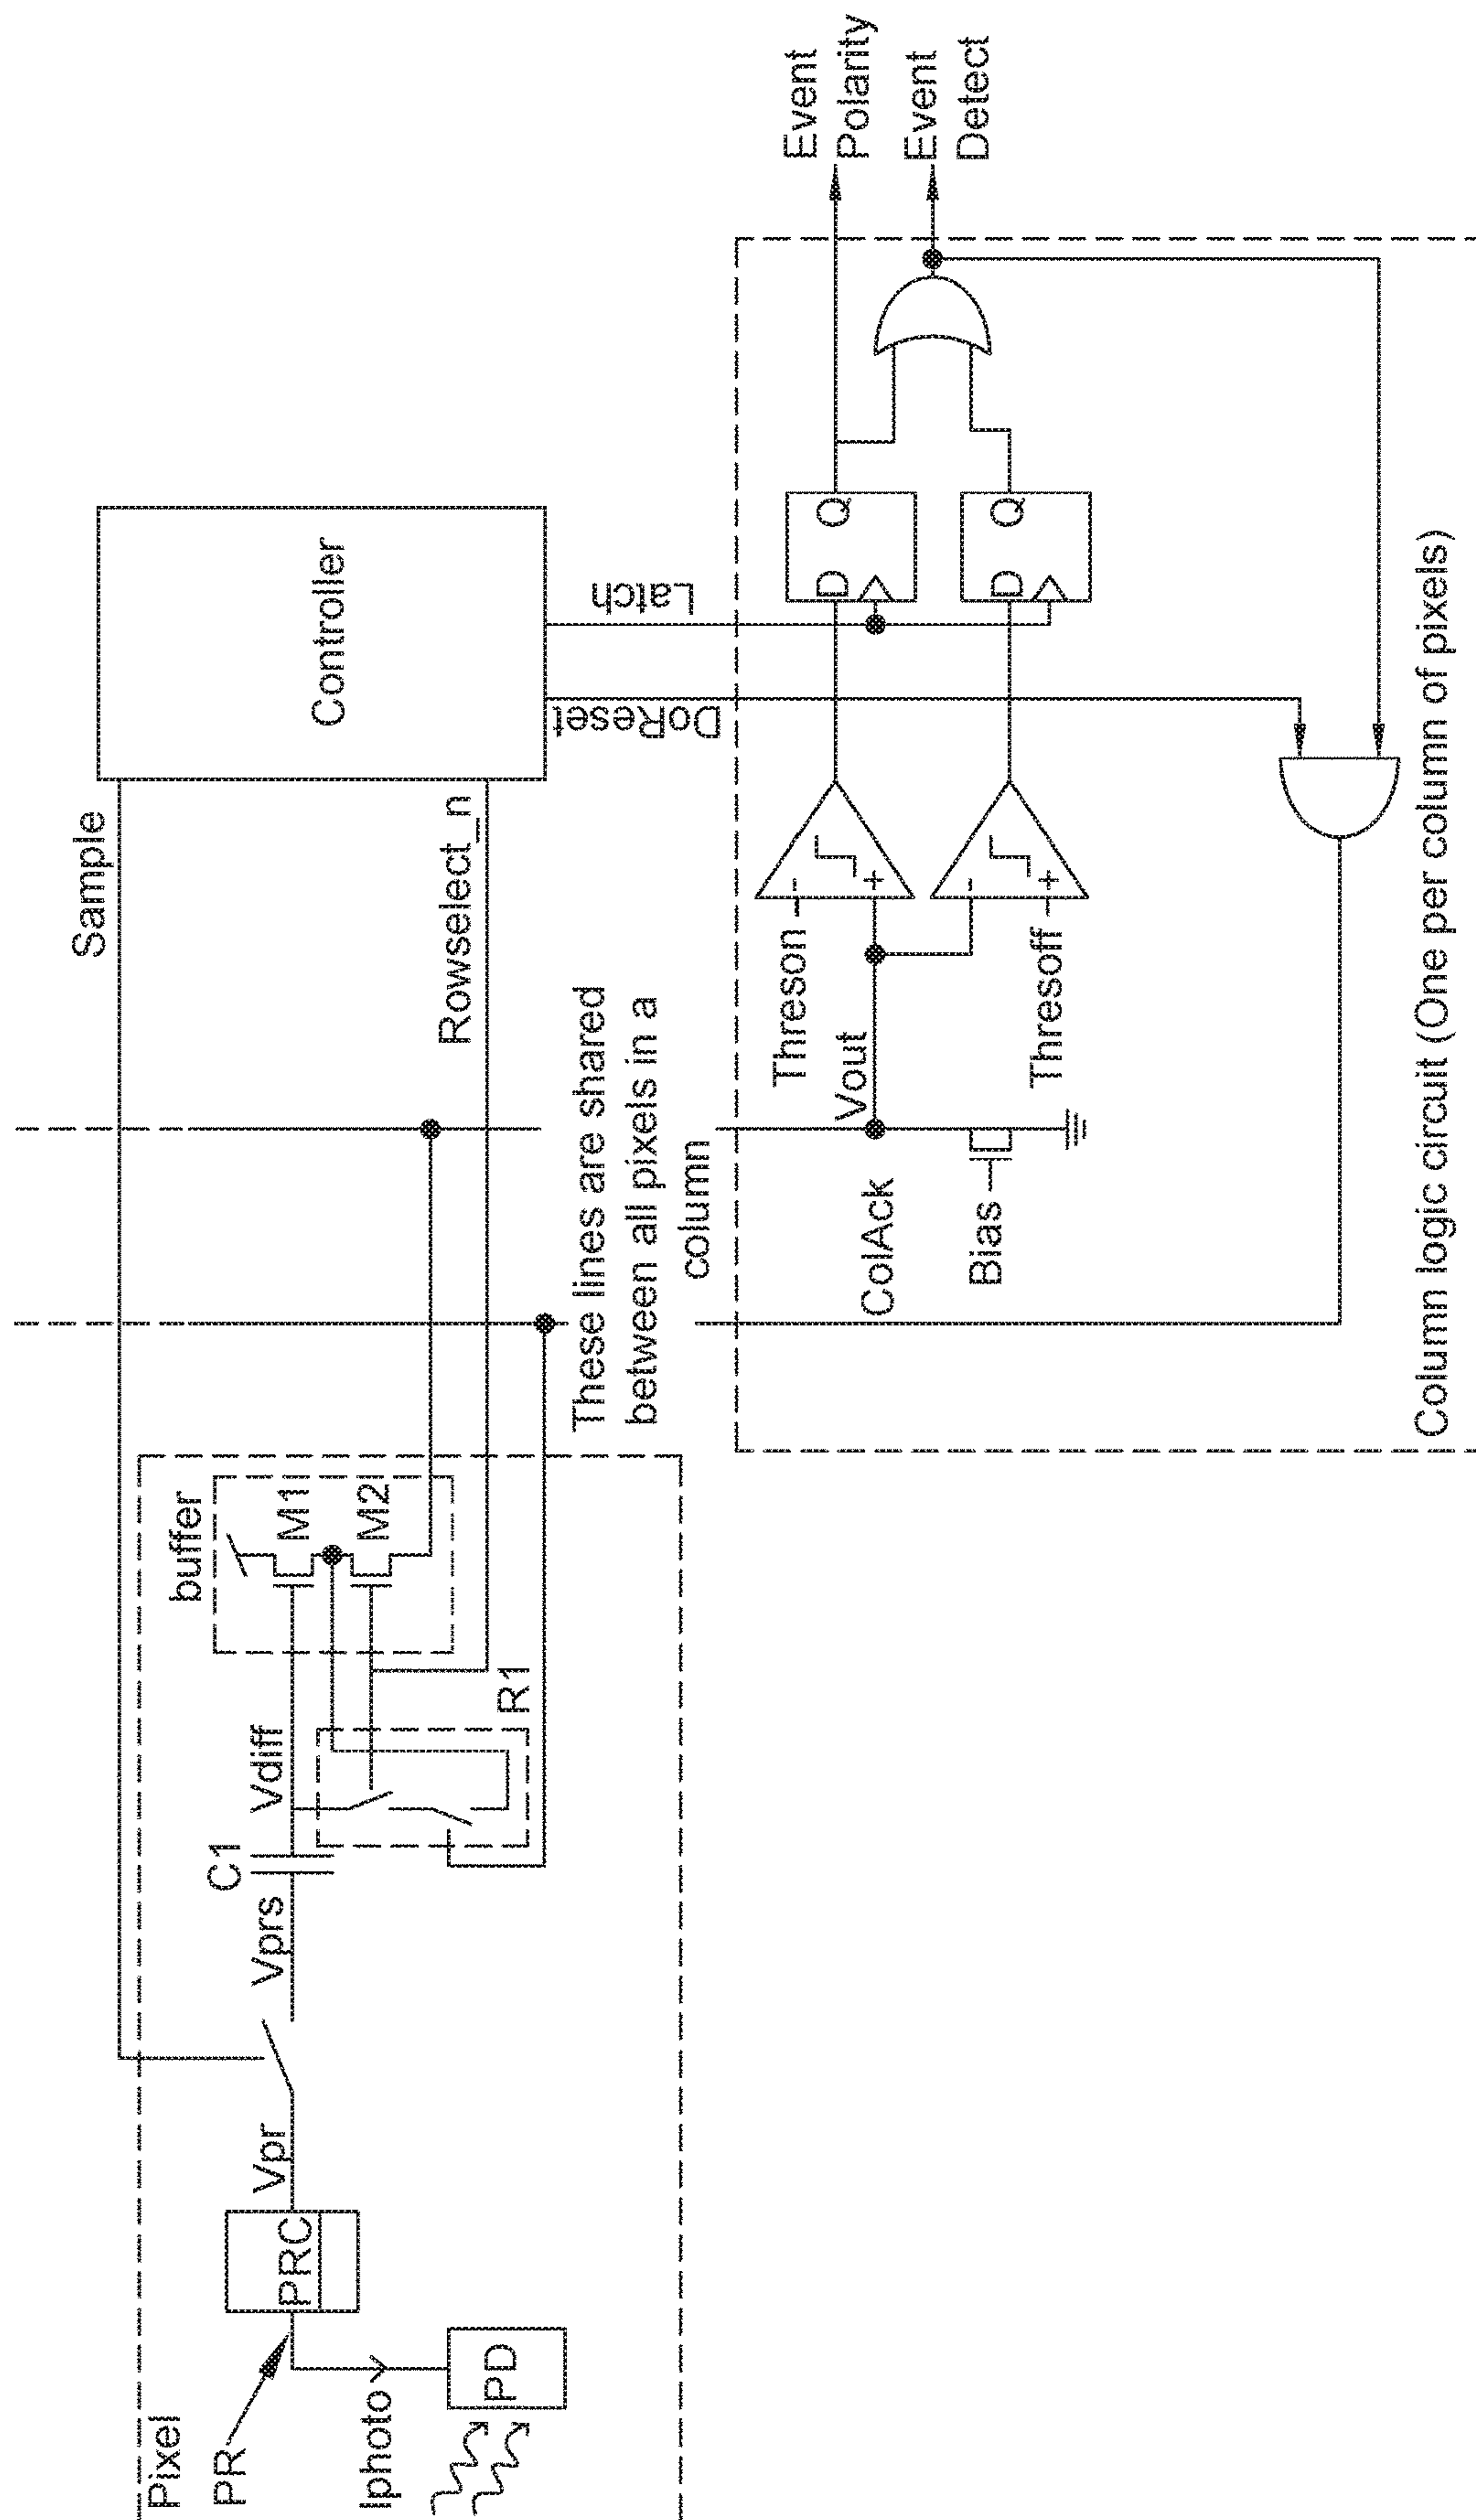 Pixel
PR
Iphoto
PD
PRC
Vpr
Vprs
C1
Vdiff
R1
buffer
M1
M2
Sample
Rowselect_n
Controller
DoReset
Latch
These lines are shared
between all pixels in a
column
ColAck
Bias
Vout
Threson
-
+
Thresoff
-
+
D
Q
D
Q
Event
Polarity
Event
Detect
Column logic circuit (One per column of pixels)